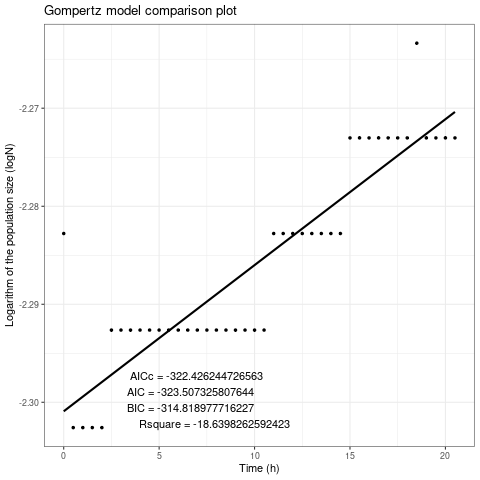 Gompertz model comparison plot
Logarithm of the population size (logN)
-2.27
-2.28
-2.29
-2.30
AICc = -322.426244726563
AIC = -323.507325807644
BIC = -314.818977716227
Rsquare = -18.6398262592423
0 5 10 15 20
Time (h)